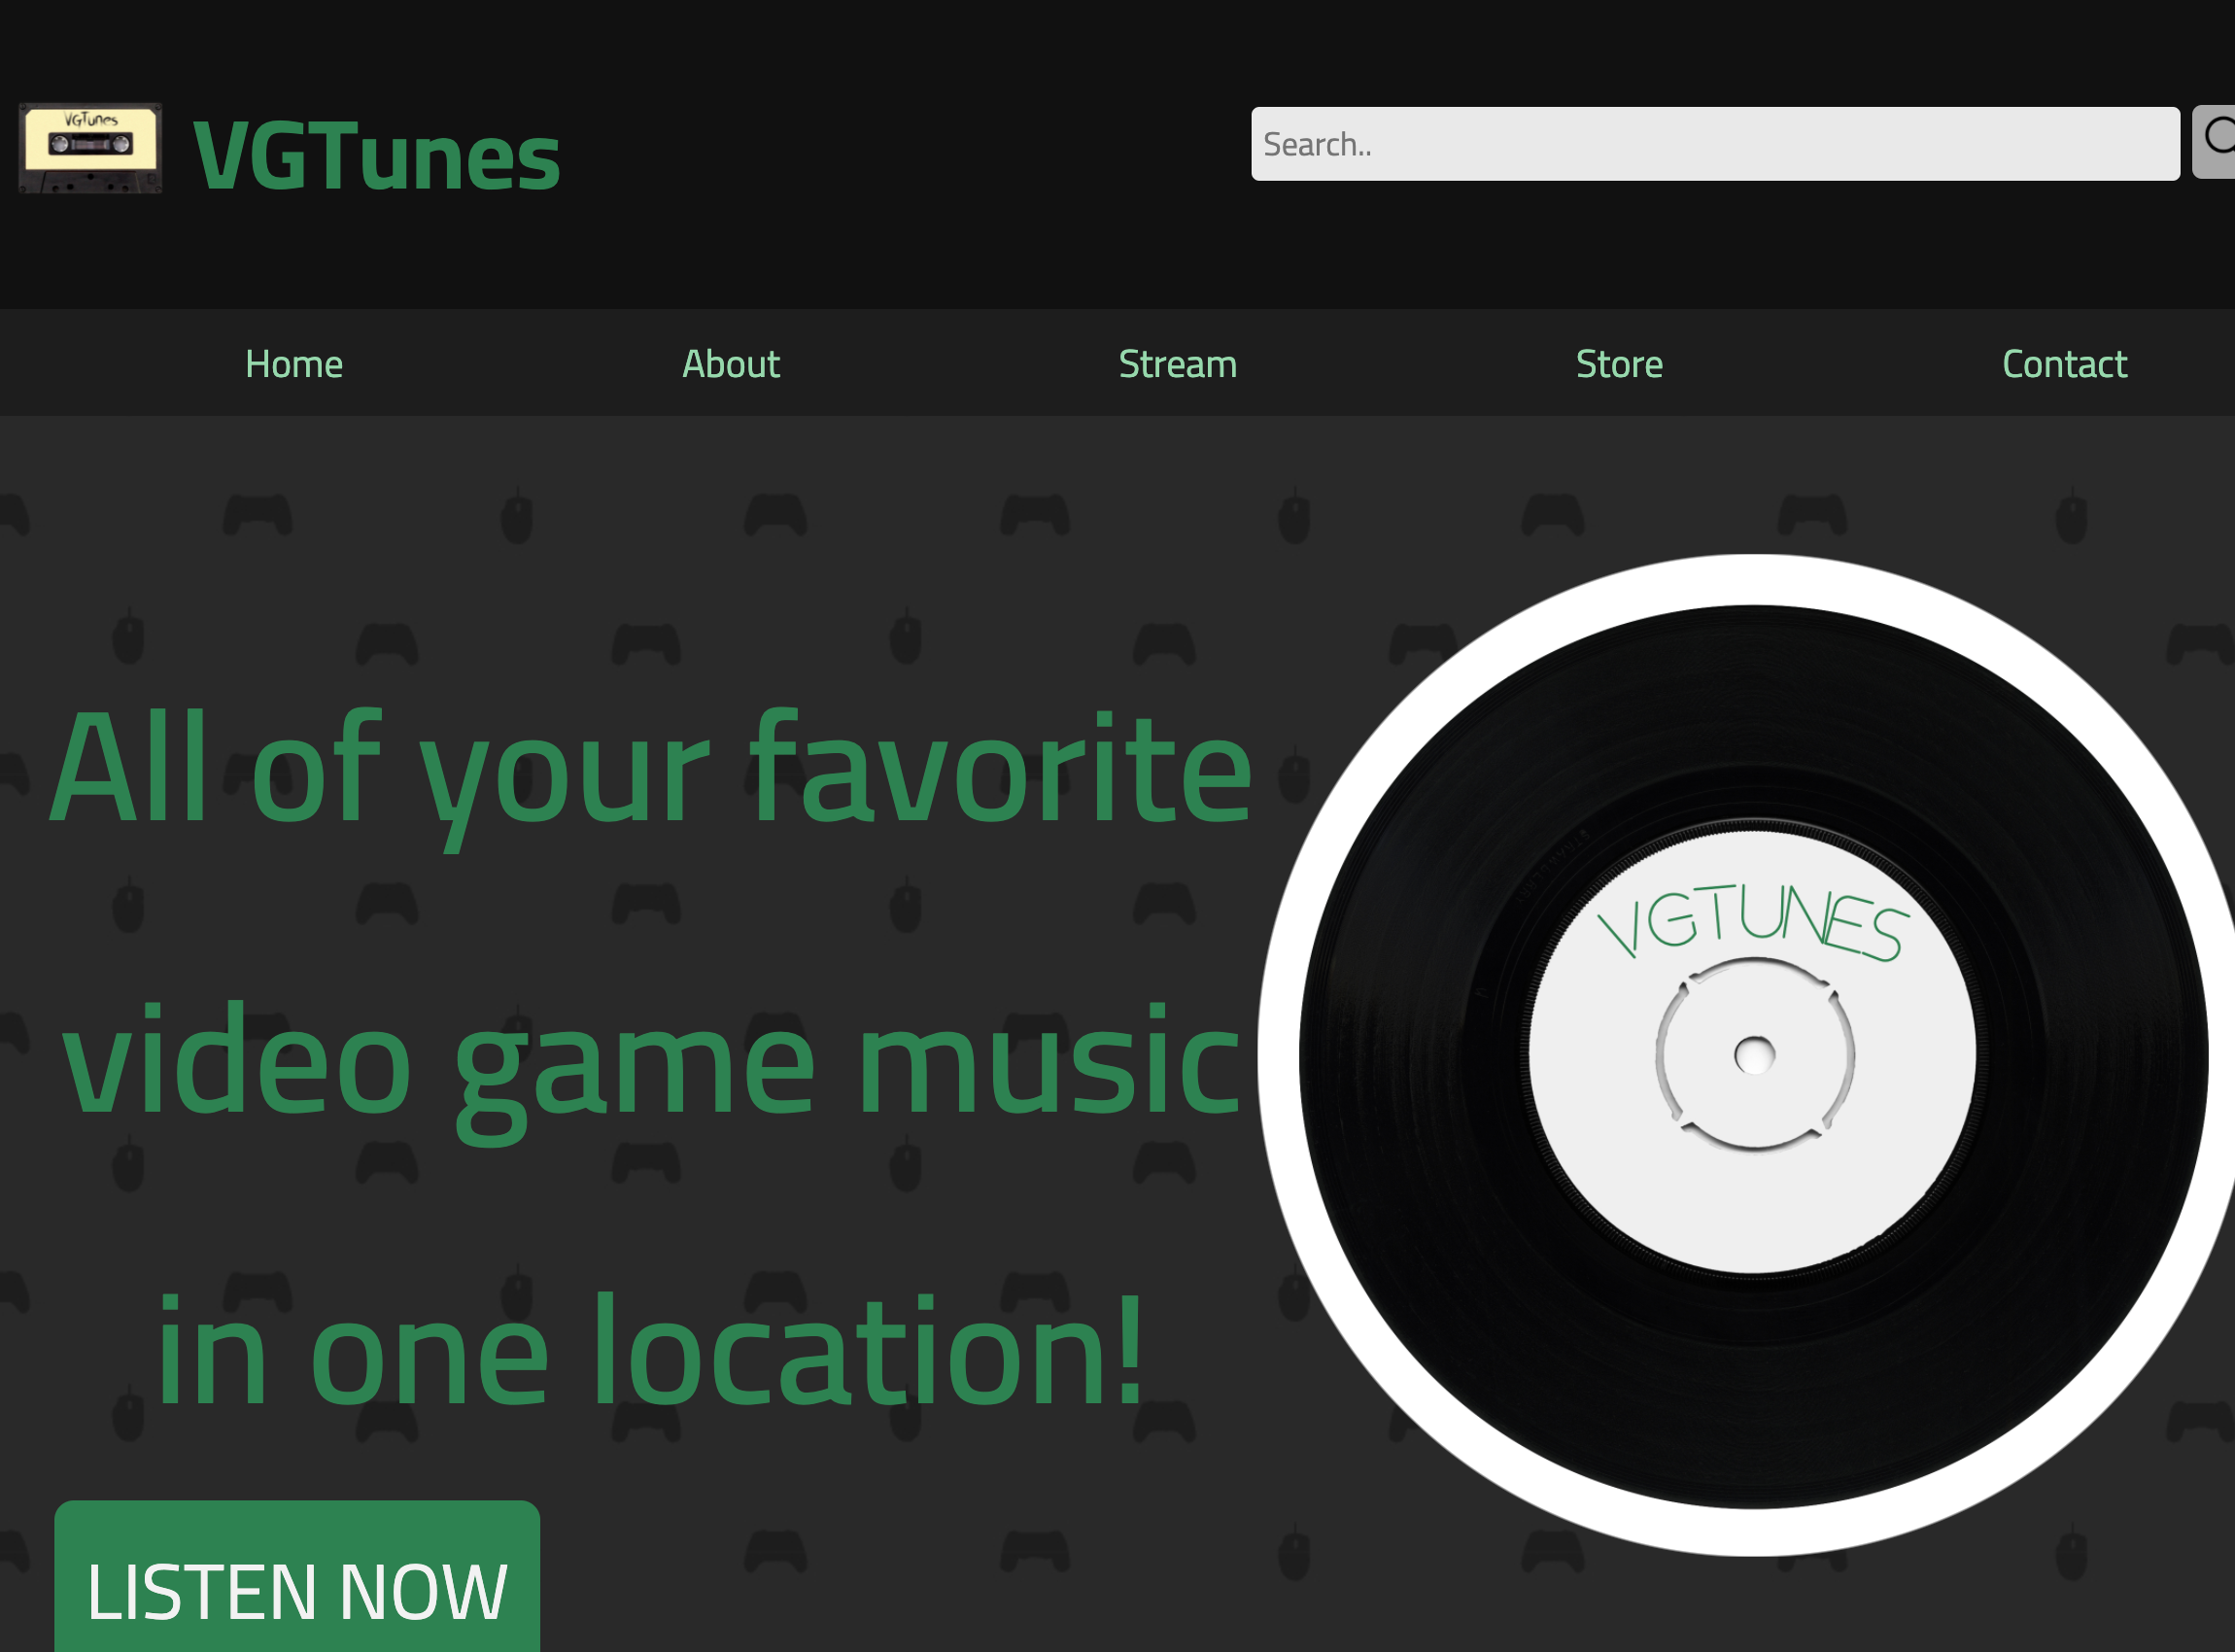 VGTunes
VGTunes
Search..
Home
About
Stream
Store
Contact
All of your favorite
video game music
in one location!
VGTUNES
LISTEN NOW